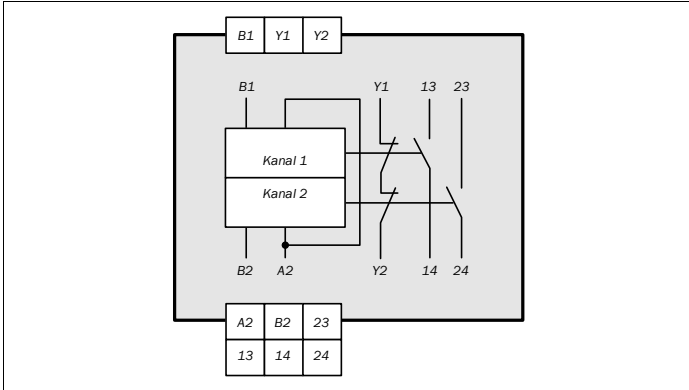 B1 Y1 Y2
B1 Y1 13 23
Kanal 1
Kanal 2
B2 A2 Y2 14 24
A2 B2 23
13 14 24